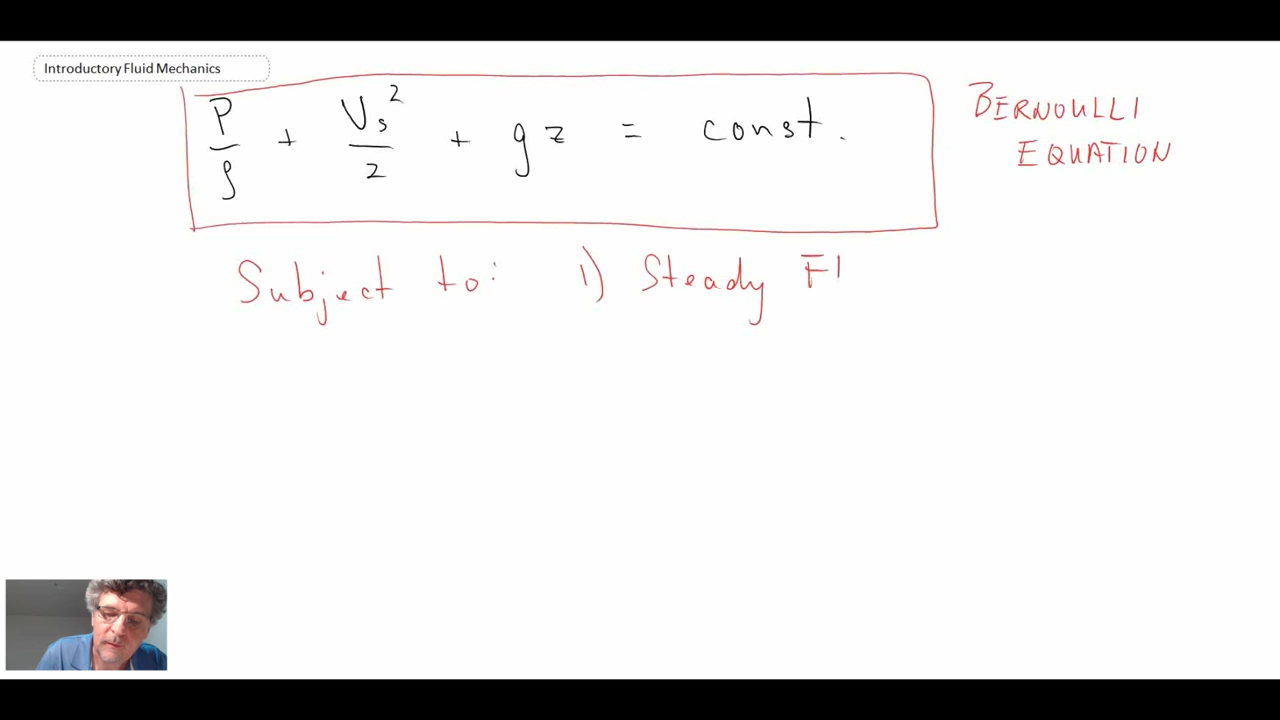 Introductory Fluid Mechanics
P/ρ + Vs²/2 + gz = const.
BERNOULLI
EQUATION
Subject to: 1) Steady Fl